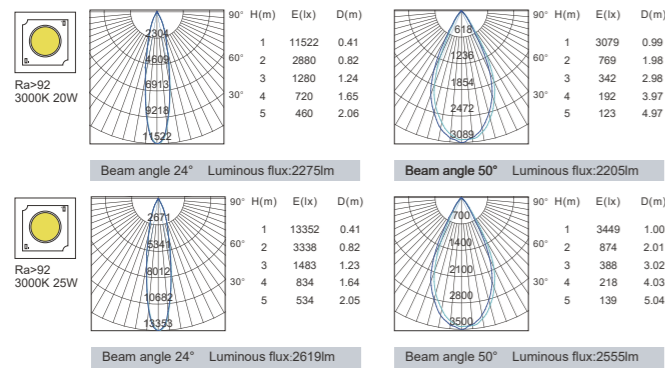 90° H(m) E(lx) D(m)
2304
1 11522 0.41
4609 60° 2 2880 0.82
6913 3 1280 1.24
9218 30° 4 720 1.65
11522 5 460 2.06
Ra>92
3000K 20W
Beam angle 24° Luminous flux:2275lm
90° H(m) E(lx) D(m)
618
1 3079 0.99
1236 60° 2 769 1.98
1854 3 342 2.98
2472 30° 4 192 3.97
3089 5 123 4.97
Beam angle 50° Luminous flux:2205lm
90° H(m) E(lx) D(m)
2671
1 13352 0.41
5341 60° 2 3338 0.82
8012 3 1483 1.23
10682 30° 4 834 1.64
13353 5 534 2.05
Ra>92
3000K 25W
Beam angle 24° Luminous flux:2619lm
90° H(m) E(lx) D(m)
700
1 3449 1.00
1400 60° 2 874 2.01
2100 3 388 3.02
2800 30° 4 218 4.03
3500 5 139 5.04
Beam angle 50° Luminous flux:2555lm